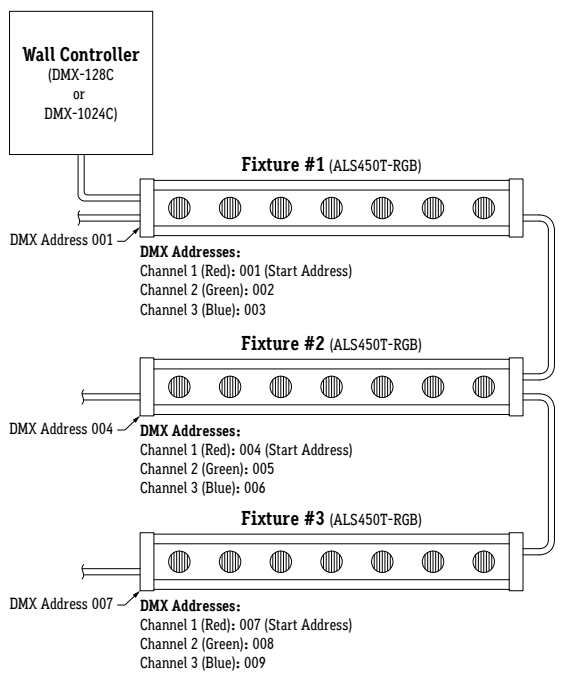 Wall Controller
(DMX-128C
or
DMX-1024C)
Fixture #1 (ALS450T-RGB)
DMX Address 001
DMX Addresses:
Channel 1 (Red): 001 (Start Address)
Channel 2 (Green): 002
Channel 3 (Blue): 003
Fixture #2 (ALS450T-RGB)
DMX Address 004
DMX Addresses:
Channel 1 (Red): 004 (Start Address)
Channel 2 (Green): 005
Channel 3 (Blue): 006
Fixture #3 (ALS450T-RGB)
DMX Address 007
DMX Addresses:
Channel 1 (Red): 007 (Start Address)
Channel 2 (Green): 008
Channel 3 (Blue): 009